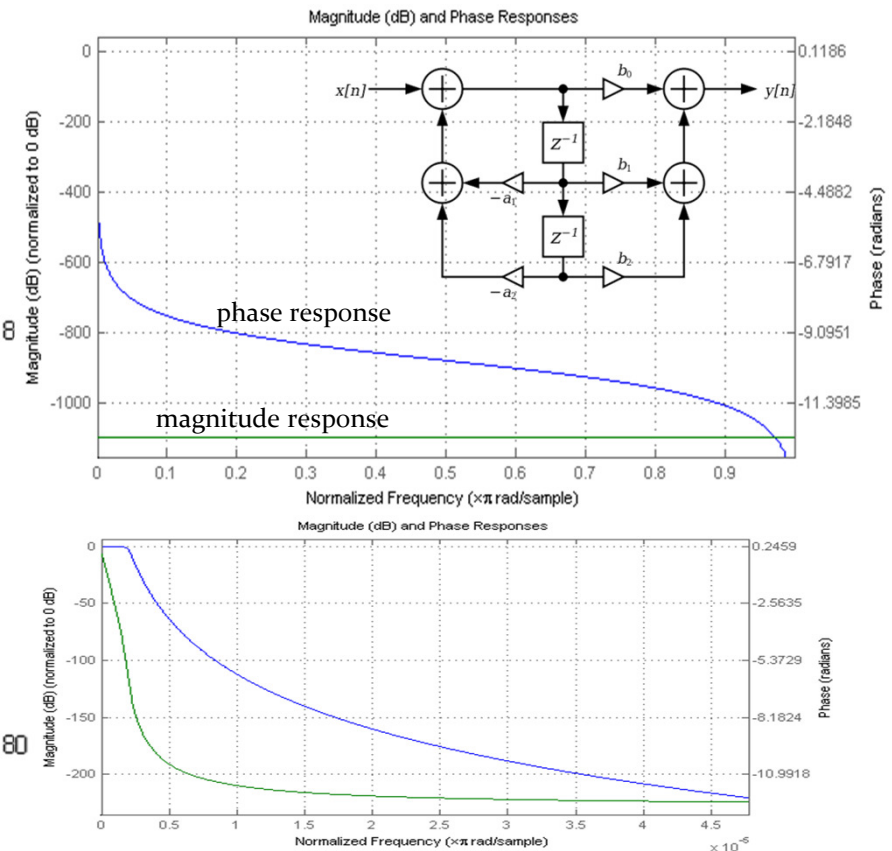 Magnitude (dB) and Phase Responses
0
-200
-400
-600
-800
-1000
Magnitude (dB) (normalized to 0 dB)
8
0.1186
-2.1848
-4.4882
-6.7917
-9.0951
-11.3985
Phase (radians)
x[n]
b₀
y[n]
Z⁻¹
−a₁
b₁
Z⁻¹
−a₂
b₂
phase response
magnitude response
0 0.1 0.2 0.3 0.4 0.5 0.6 0.7 0.8 0.9
Normalized Frequency (×π rad/sample)
Magnitude (dB) and Phase Responses
0
-50
-100
-150
-200
Magnitude (dB) (normalized to 0 dB)
80
0.2459
-2.5635
-5.3729
-8.1824
-10.9918
Phase (radians)
0 0.5 1 1.5 2 2.5 3 3.5 4 4.5
× 10⁻⁵
Normalized Frequency (×π rad/sample)